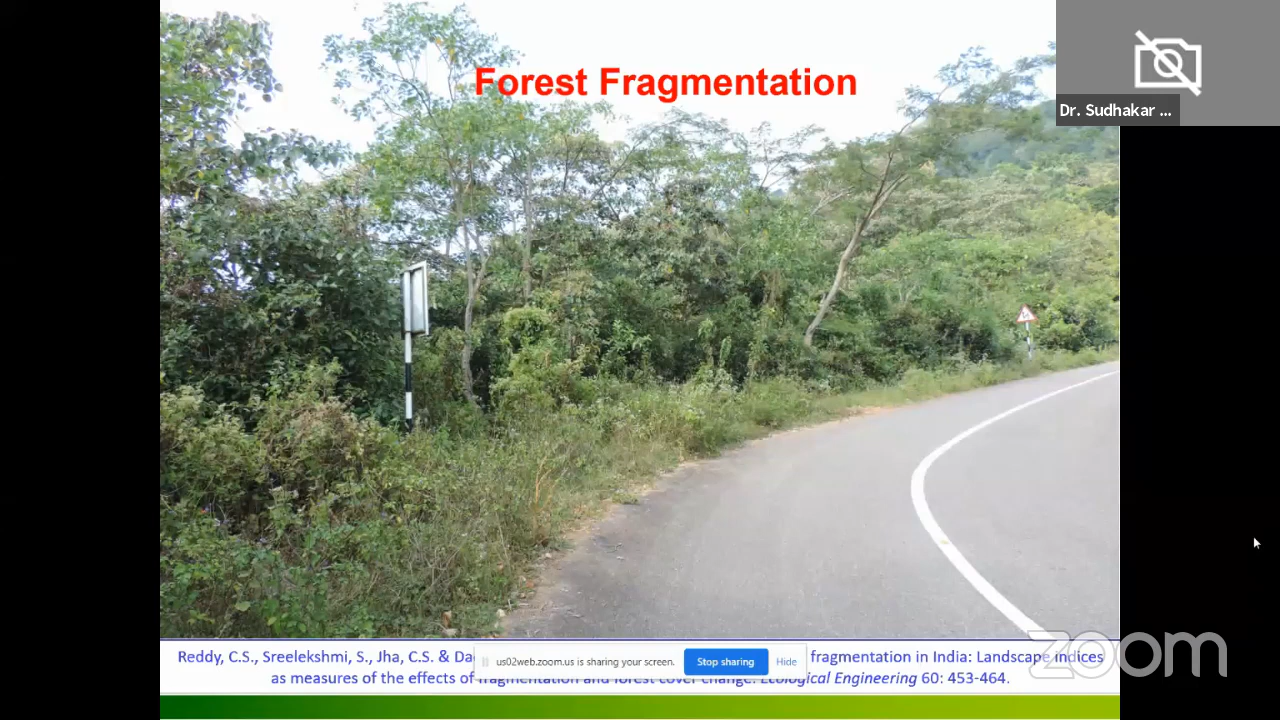 Forest Fragmentation
Dr. Sudhakar ...
Reddy, C.S., Sreelekshmi, S., Jha, C.S. & Da
fragmentation in India: Landscape indices
us02web.zoom.us is sharing your screen.
Stop sharing
Hide
as measures of the effects of fragmentation and forest cover change. Ecological Engineering 60: 453-464.
zoom